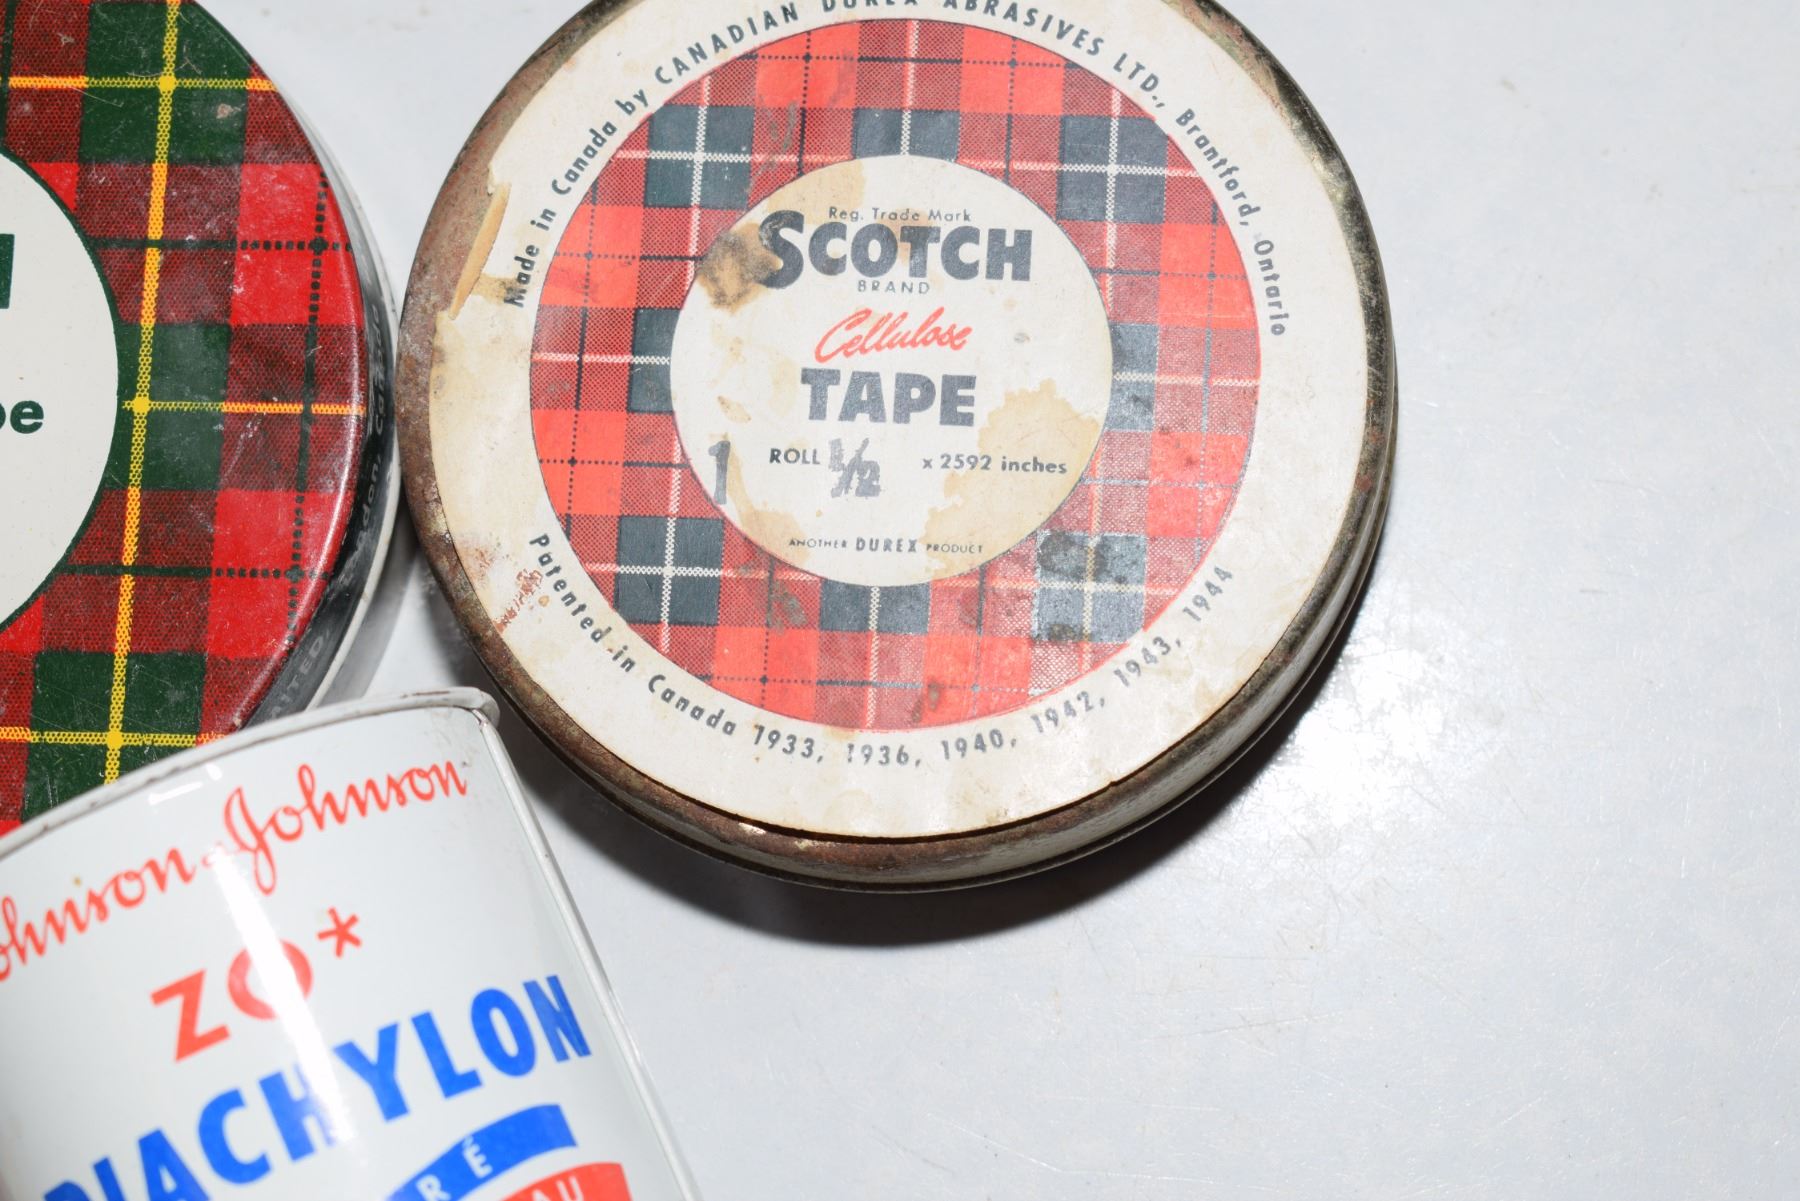 Made in Canada by CANADIAN DUREX ABRASIVES LTD., Brantford, Ontario
Reg. Trade Mark
SCOTCH
BRAND
Cellulose
TAPE
1 ROLL 1/2 x 2592 inches
ANOTHER DUREX PRODUCT
Patented in Canada 1933, 1936, 1940, 1942, 1943, 1944
Johnson & Johnson
ZO*
DIACHYLON